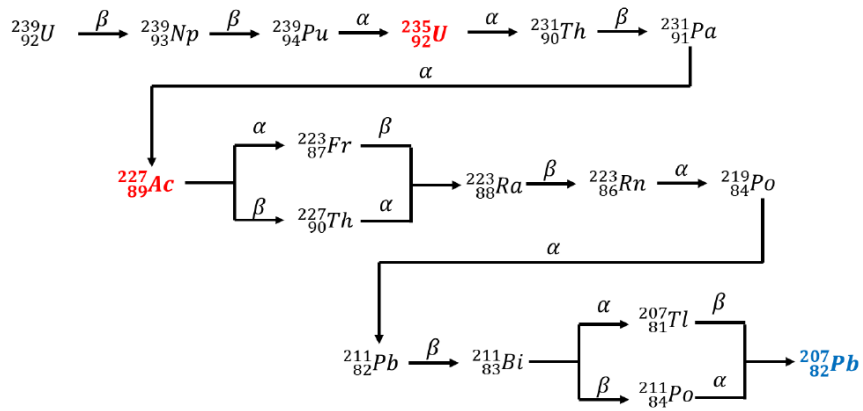 ²³⁹₉₂U β ²³⁹₉₃Np β ²³⁹₉₄Pu α ²³⁵₉₂U α ²³¹₉₀Th β ²³¹₉₁Pa
α
²²⁷₈₉Ac α ²²³₈₇Fr β
β ²²⁷₉₀Th α
²²³₈₈Ra β ²²³₈₆Rn α ²¹⁹₈₄Po
α
²¹¹₈₂Pb β ²¹¹₈₃Bi α ²⁰⁷₈₁Tl β
β ²¹¹₈₄Po α
²⁰⁷₈₂Pb